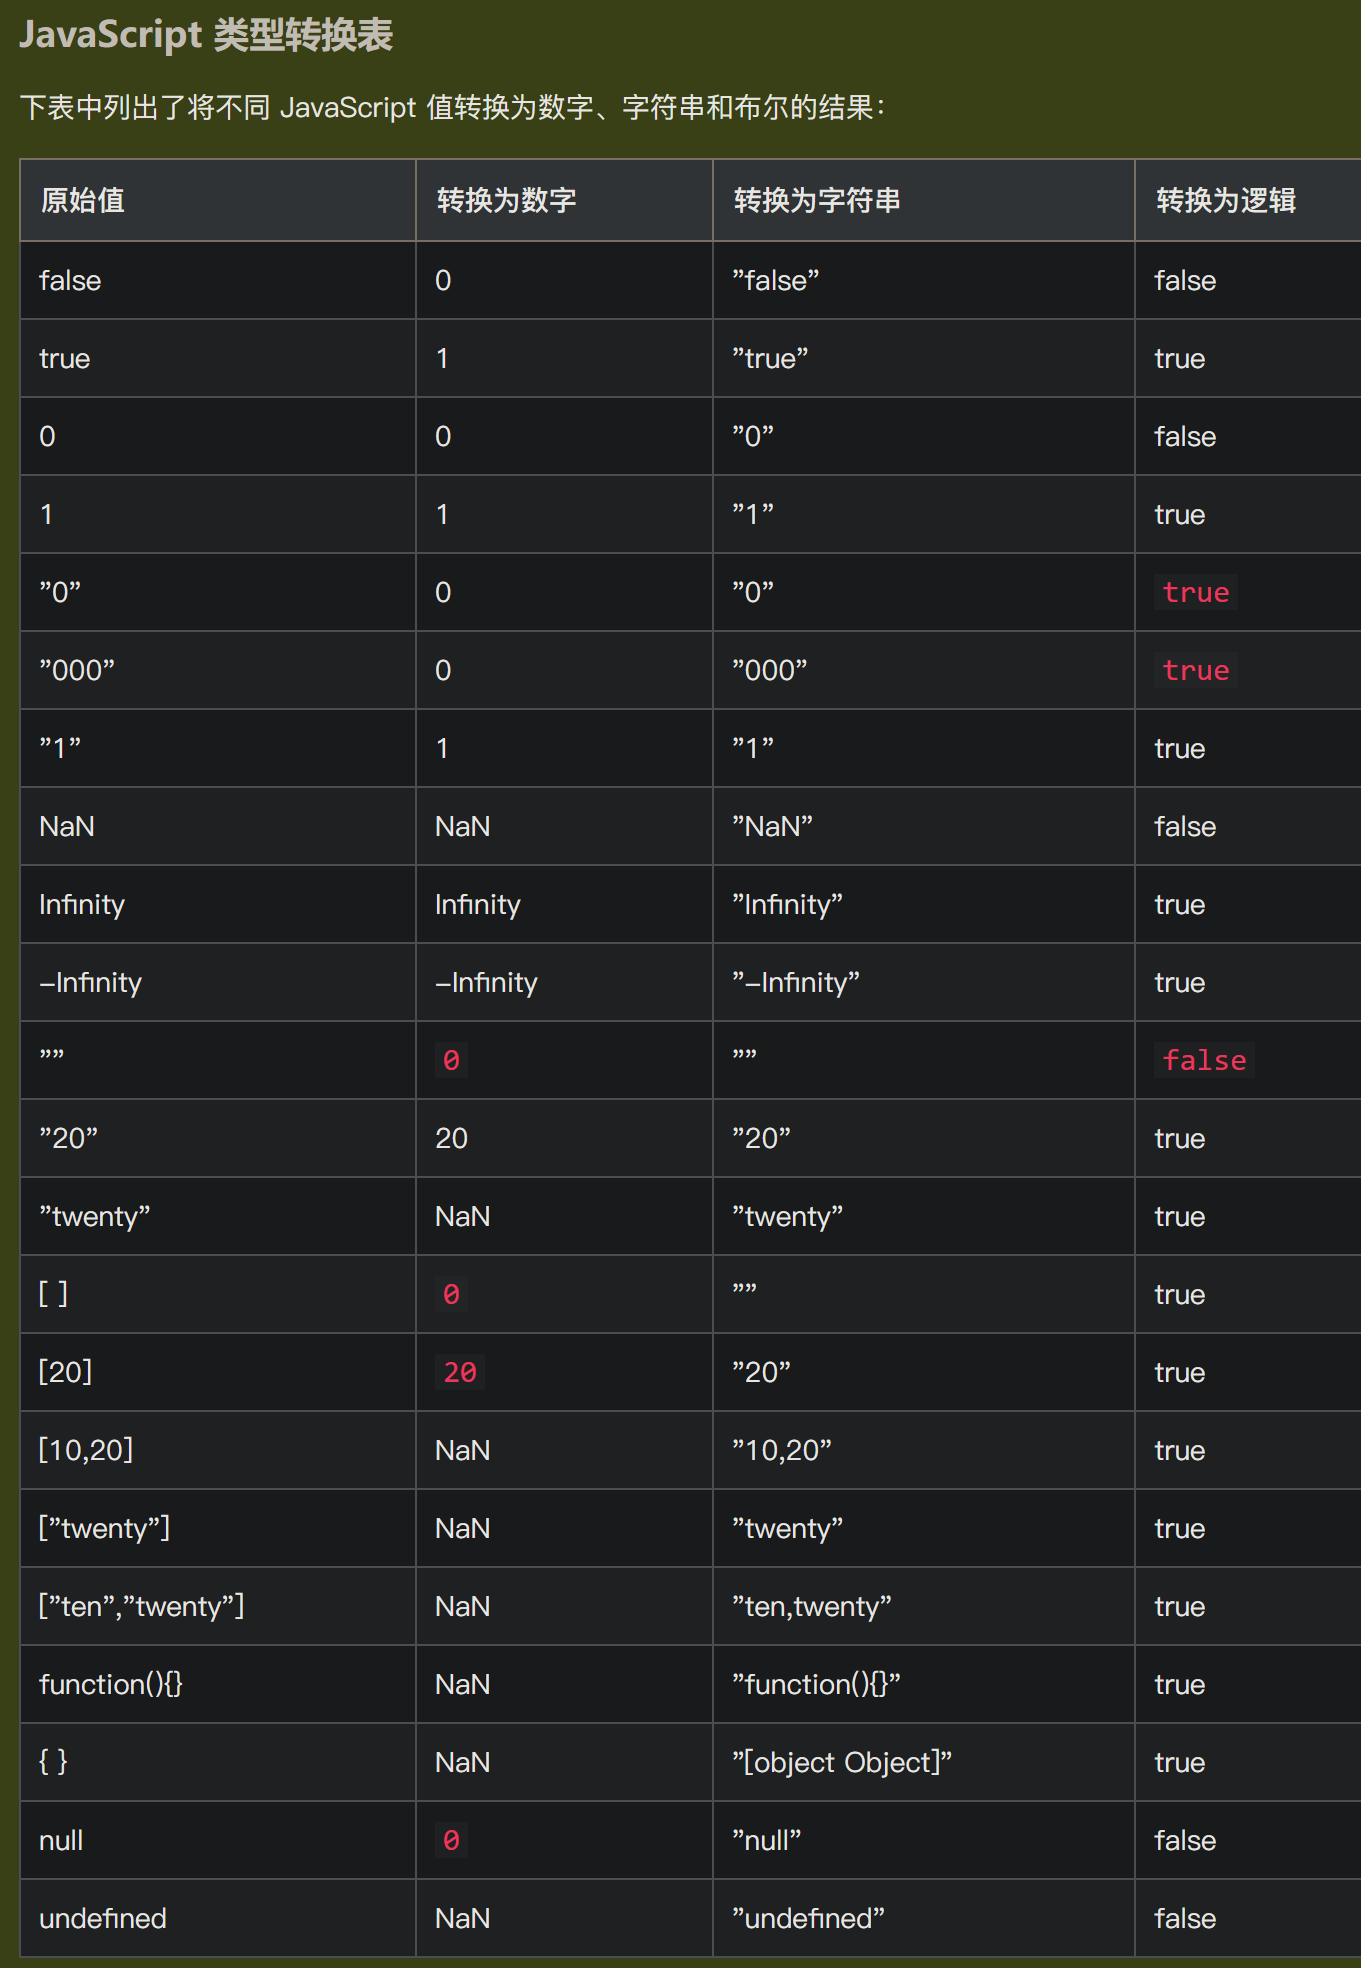 JavaScript 类型转换表
下表中列出了将不同 JavaScript 值转换为数字、字符串和布尔的结果：
原始值 转换为数字 转换为字符串 转换为逻辑
false 0 ”false” false
true 1 ”true” true
0 0 ”0” false
1 1 ”1” true
”0” 0 ”0” true
”000” 0 ”000” true
”1” 1 ”1” true
NaN NaN ”NaN” false
Infinity Infinity ”Infinity” true
-Infinity -Infinity ”-Infinity” true
”” 0 ”” false
”20” 20 ”20” true
”twenty” NaN ”twenty” true
[ ] 0 ”” true
[20] 20 ”20” true
[10,20] NaN ”10,20” true
[”twenty”] NaN ”twenty” true
[”ten”,”twenty”] NaN ”ten,twenty” true
function(){} NaN ”function(){}” true
{ } NaN ”[object Object]” true
null 0 ”null” false
undefined NaN ”undefined” false